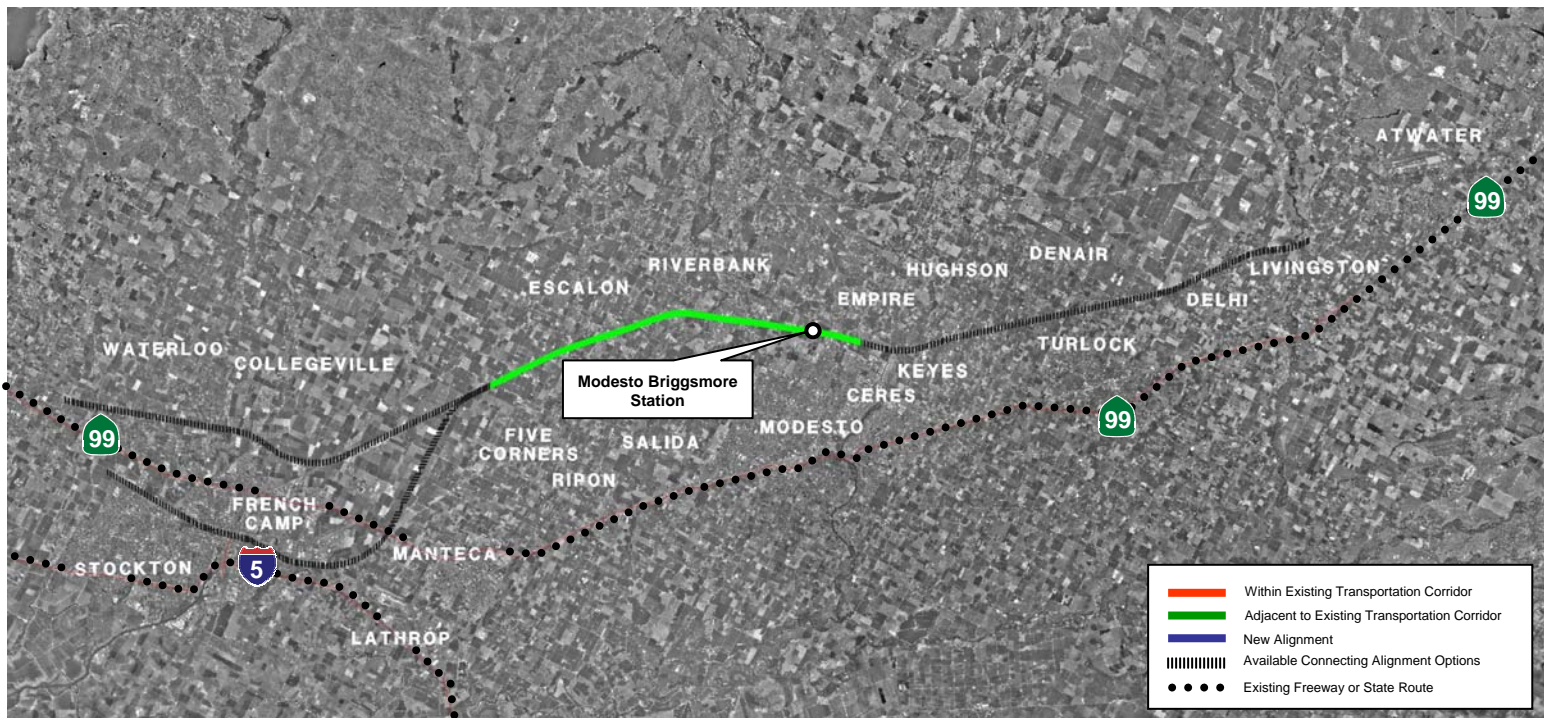 ATWATER
99
DENAIR
RIVERBANK
HUGHSON
LIVINGSTON
ESCALON
EMPIRE
DELHI
WATERLOO
COLLEGEVILLE
TURLOCK
KEYES
Modesto Briggsmore
Station
CERES
99
99
MODESTO
FIVE
CORNERS
SALIDA
RIPON
FRENCH
CAMP
MANTECA
STOCKTON
5
LATHROP
Within Existing Transportation Corridor
Adjacent to Existing Transportation Corridor
New Alignment
Available Connecting Alignment Options
Existing Freeway or State Route